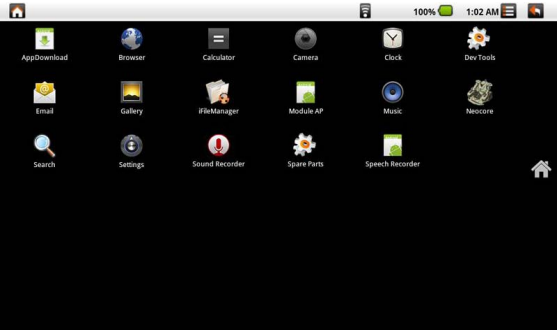 100% 1:02 AM
AppDownload Browser Calculator Camera Clock Dev Tools
Email Gallery iFileManager Module AP Music Neocore
Search Settings Sound Recorder Spare Parts Speech Recorder